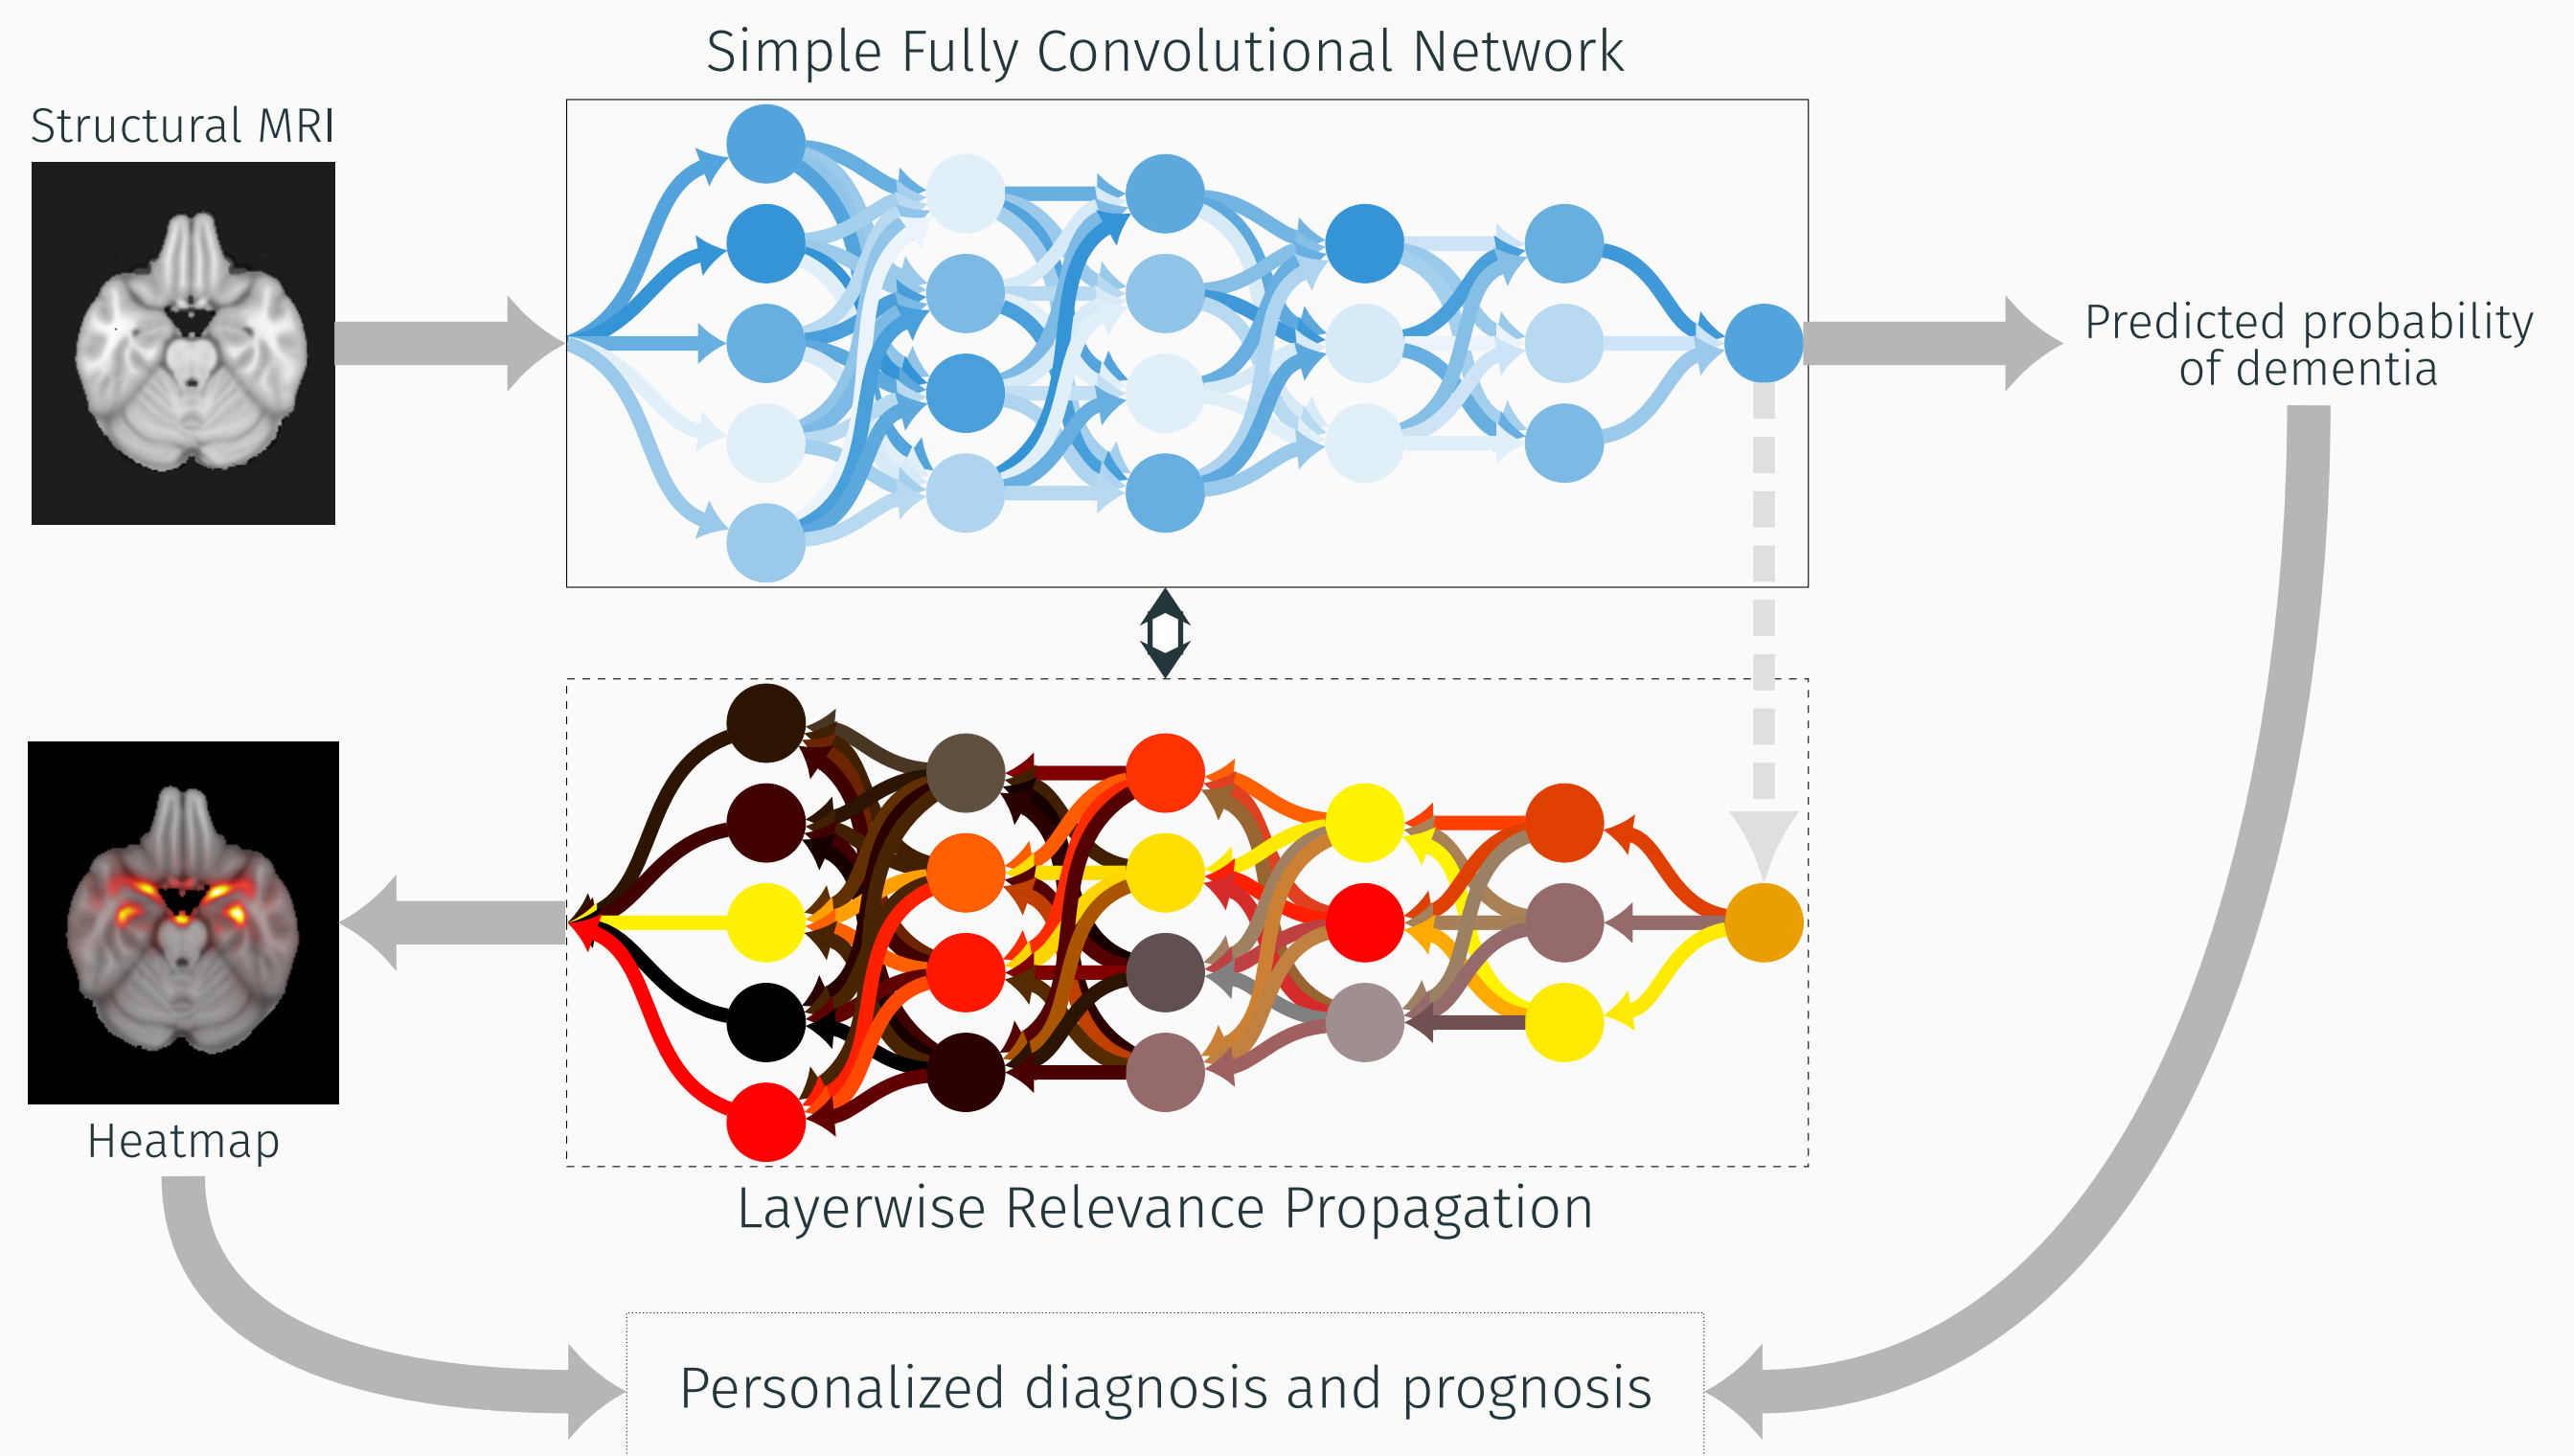 Simple Fully Convolutional Network
Structural MRI
Predicted probability
of dementia
Heatmap
Layerwise Relevance Propagation
Personalized diagnosis and prognosis